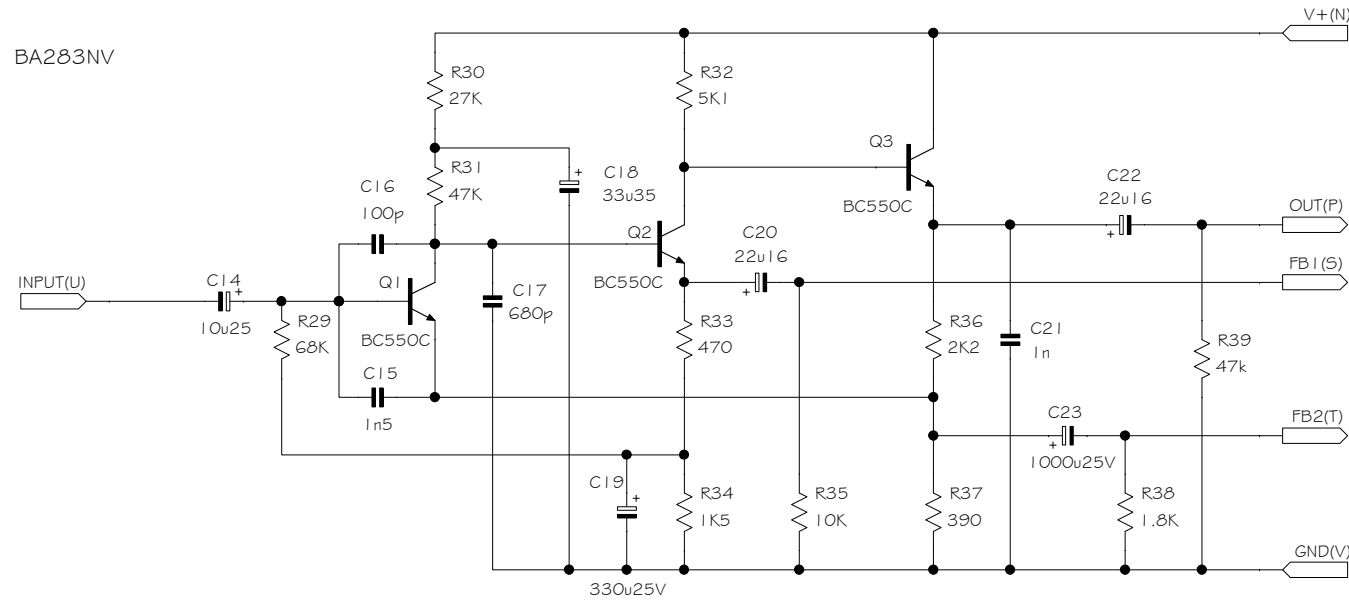 V+(N)
BA283NV
R30
27K
R32
5K1
Q3
R31
47K
C16
100p
C18
33u35
C22
22u16
BC550C
OUT(P)
Q2
C20
22u16
BC550C
FB1(S)
INPUT(U)
C14
10u25
Q1
C17
680p
R29
68K
BC550C
R33
470
R36
2K2
C21
1n
R39
47k
C15
1n5
C23
1000u25V
FB2(T)
C19
R34
1K5
R35
10K
R37
390
R38
1.8K
GND(V)
330u25V